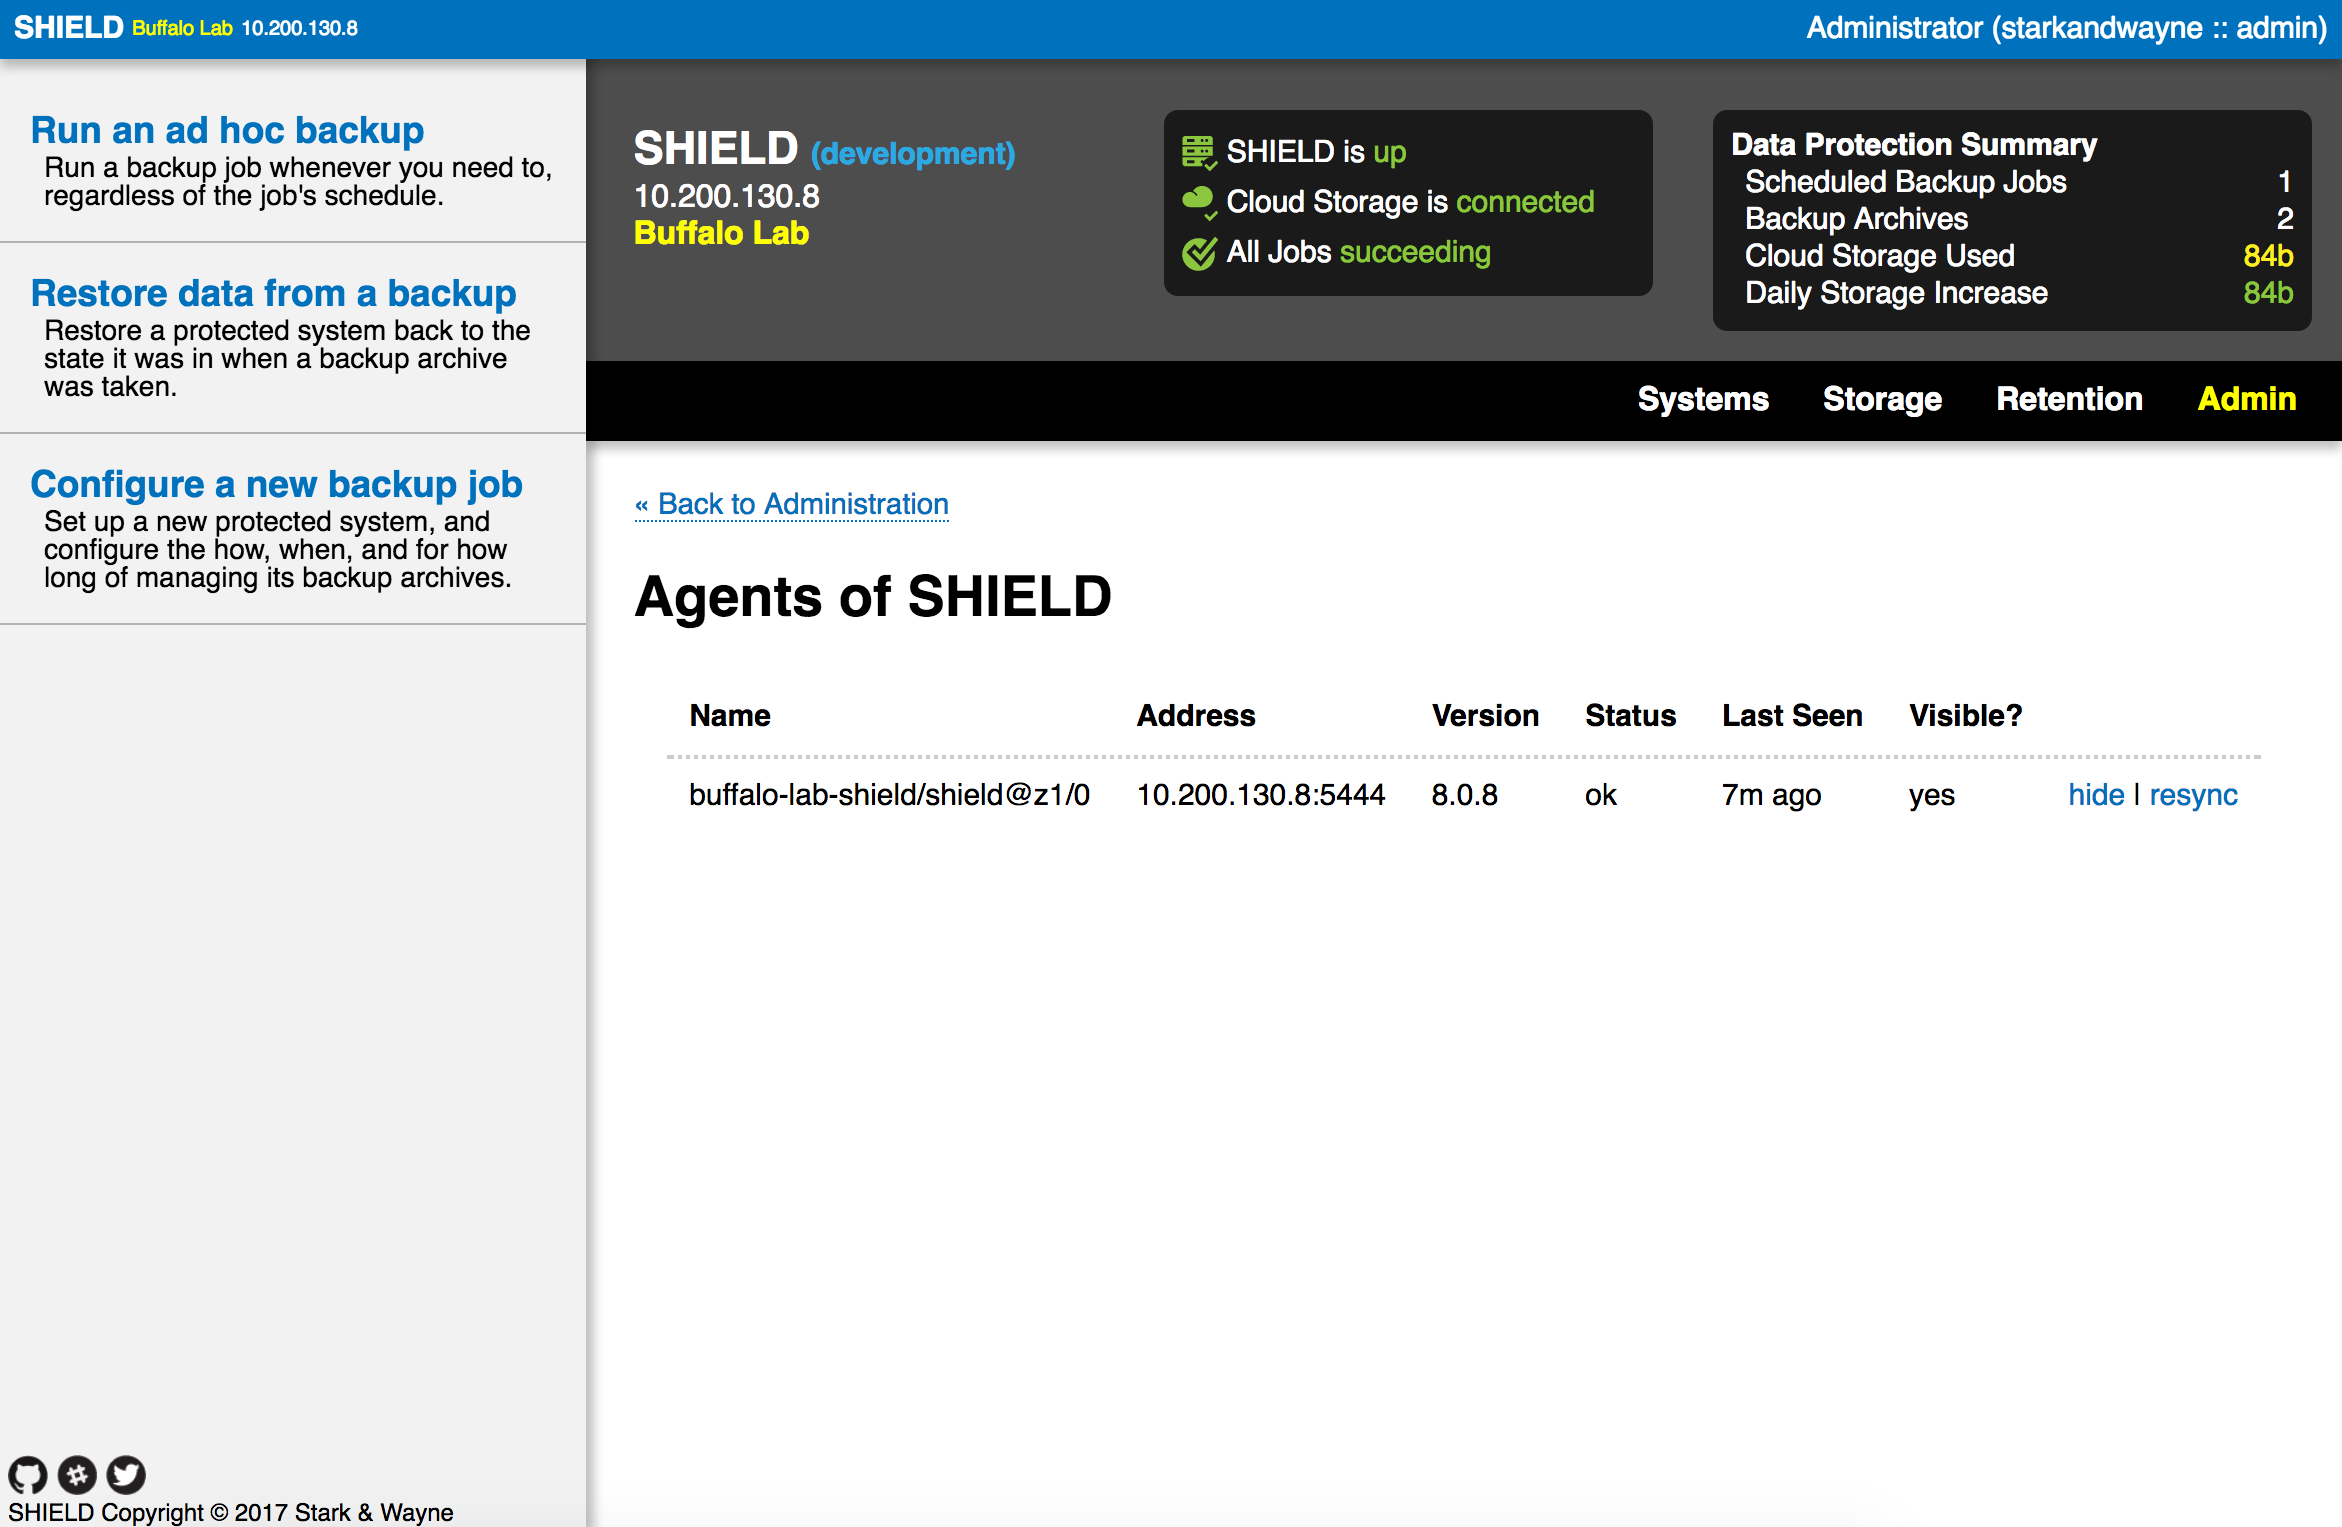 SHIELD Buffalo Lab 10.200.130.8
Administrator (starkandwayne :: admin)
Run an ad hoc backup
Run a backup job whenever you need to,
regardless of the job's schedule.
Restore data from a backup
Restore a protected system back to the
state it was in when a backup archive
was taken.
Configure a new backup job
Set up a new protected system, and
configure the how, when, and for how
long of managing its backup archives.
SHIELD (development)
10.200.130.8
Buffalo Lab
SHIELD is up
Cloud Storage is connected
All Jobs succeeding
Data Protection Summary
Scheduled Backup Jobs 1
Backup Archives 2
Cloud Storage Used 84b
Daily Storage Increase 84b
Systems Storage Retention Admin
« Back to Administration
Agents of SHIELD
Name Address Version Status Last Seen Visible?
buffalo-lab-shield/shield@z1/0 10.200.130.8:5444 8.0.8 ok 7m ago yes hide | resync
SHIELD Copyright © 2017 Stark & Wayne